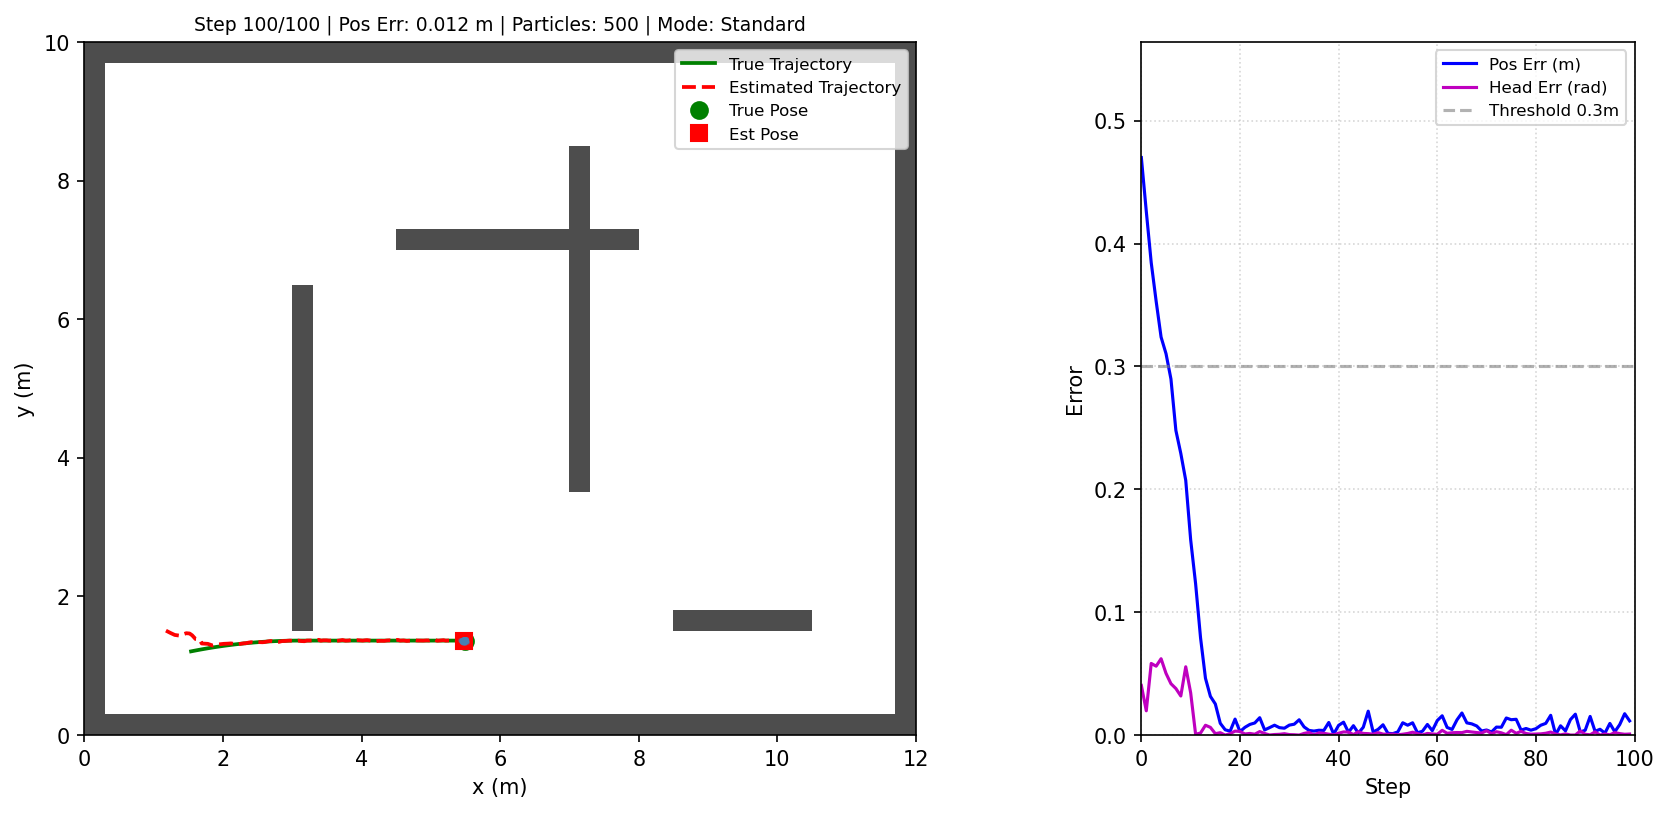 Step 100/100 | Pos Err: 0.012 m | Particles: 500 | Mode: Standard
True Trajectory
Estimated Trajectory
True Pose
Est Pose
10
8
6
4
2
0
y (m)
0 2 4 6 8 10 12
x (m)
Pos Err (m)
Head Err (rad)
Threshold 0.3m
0.5
0.4
0.3
0.2
0.1
0.0
Error
0 20 40 60 80 100
Step